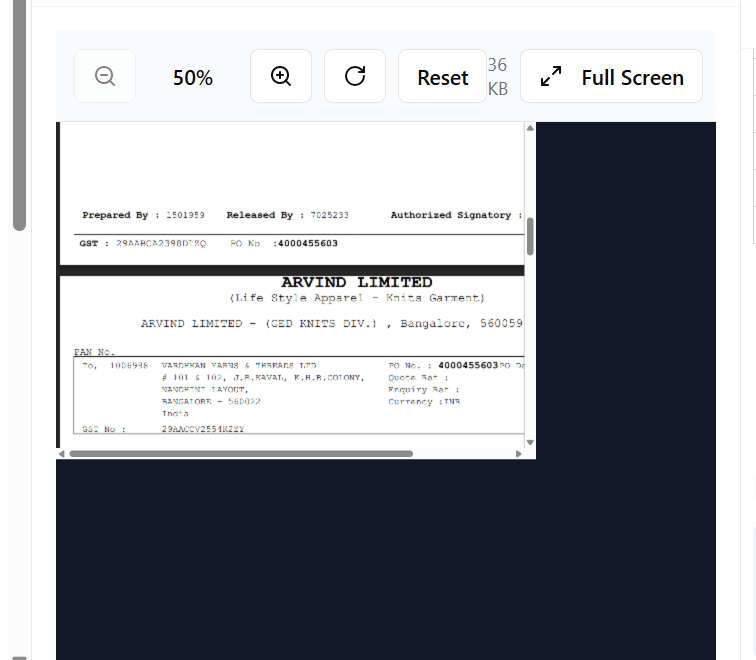 50%
Reset
36 KB
Full Screen
Prepared By : 1501959 Released By : 7025233 Authorized Signatory :
GST : 29AABCA2398D1ZQ PO No :4000455603
ARVIND LIMITED
(Life Style Apparel - Knits Garment)
ARVIND LIMITED - (CED KNITS DIV.) , Bangalore, 560059
PAN No.
To, 1006998 VARDHMAN YARNS & THREADS LTD PO No. : 4000455603 PO Da
# 101 & 102, J.B.KAVAL, K.H.B.COLONY, Quote Ref :
NANDHINI LAYOUT, Enquiry Ref :
BANGALORE - 560022 Currency :INR
India
GST No : 29AACCV2554K2ZY